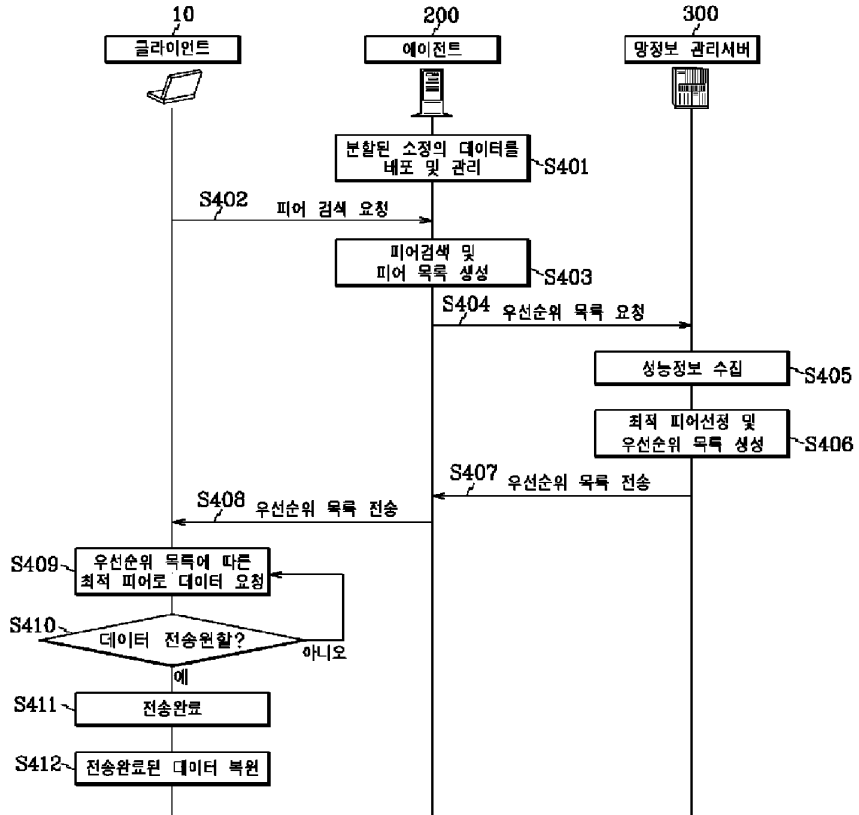 10
200
300
클라이언트
에이전트
망정보 관리서버
분할된 소정의 데이터를
배포 및 관리
S401
S402
피어 검색 요청
피어검색 및
피어 목록 생성
S403
S404
우선순위 목록 요청
성능정보 수집
S405
최적 피어선정 및
우선순위 목록 생성
S406
S407
우선순위 목록 전송
S408
우선순위 목록 전송
S409
우선순위 목록에 따른
최적 피어로 데이터 요청
S410
데이터 전송원할?
아니오
예
S411
전송완료
S412
전송완료된 데이터 복원